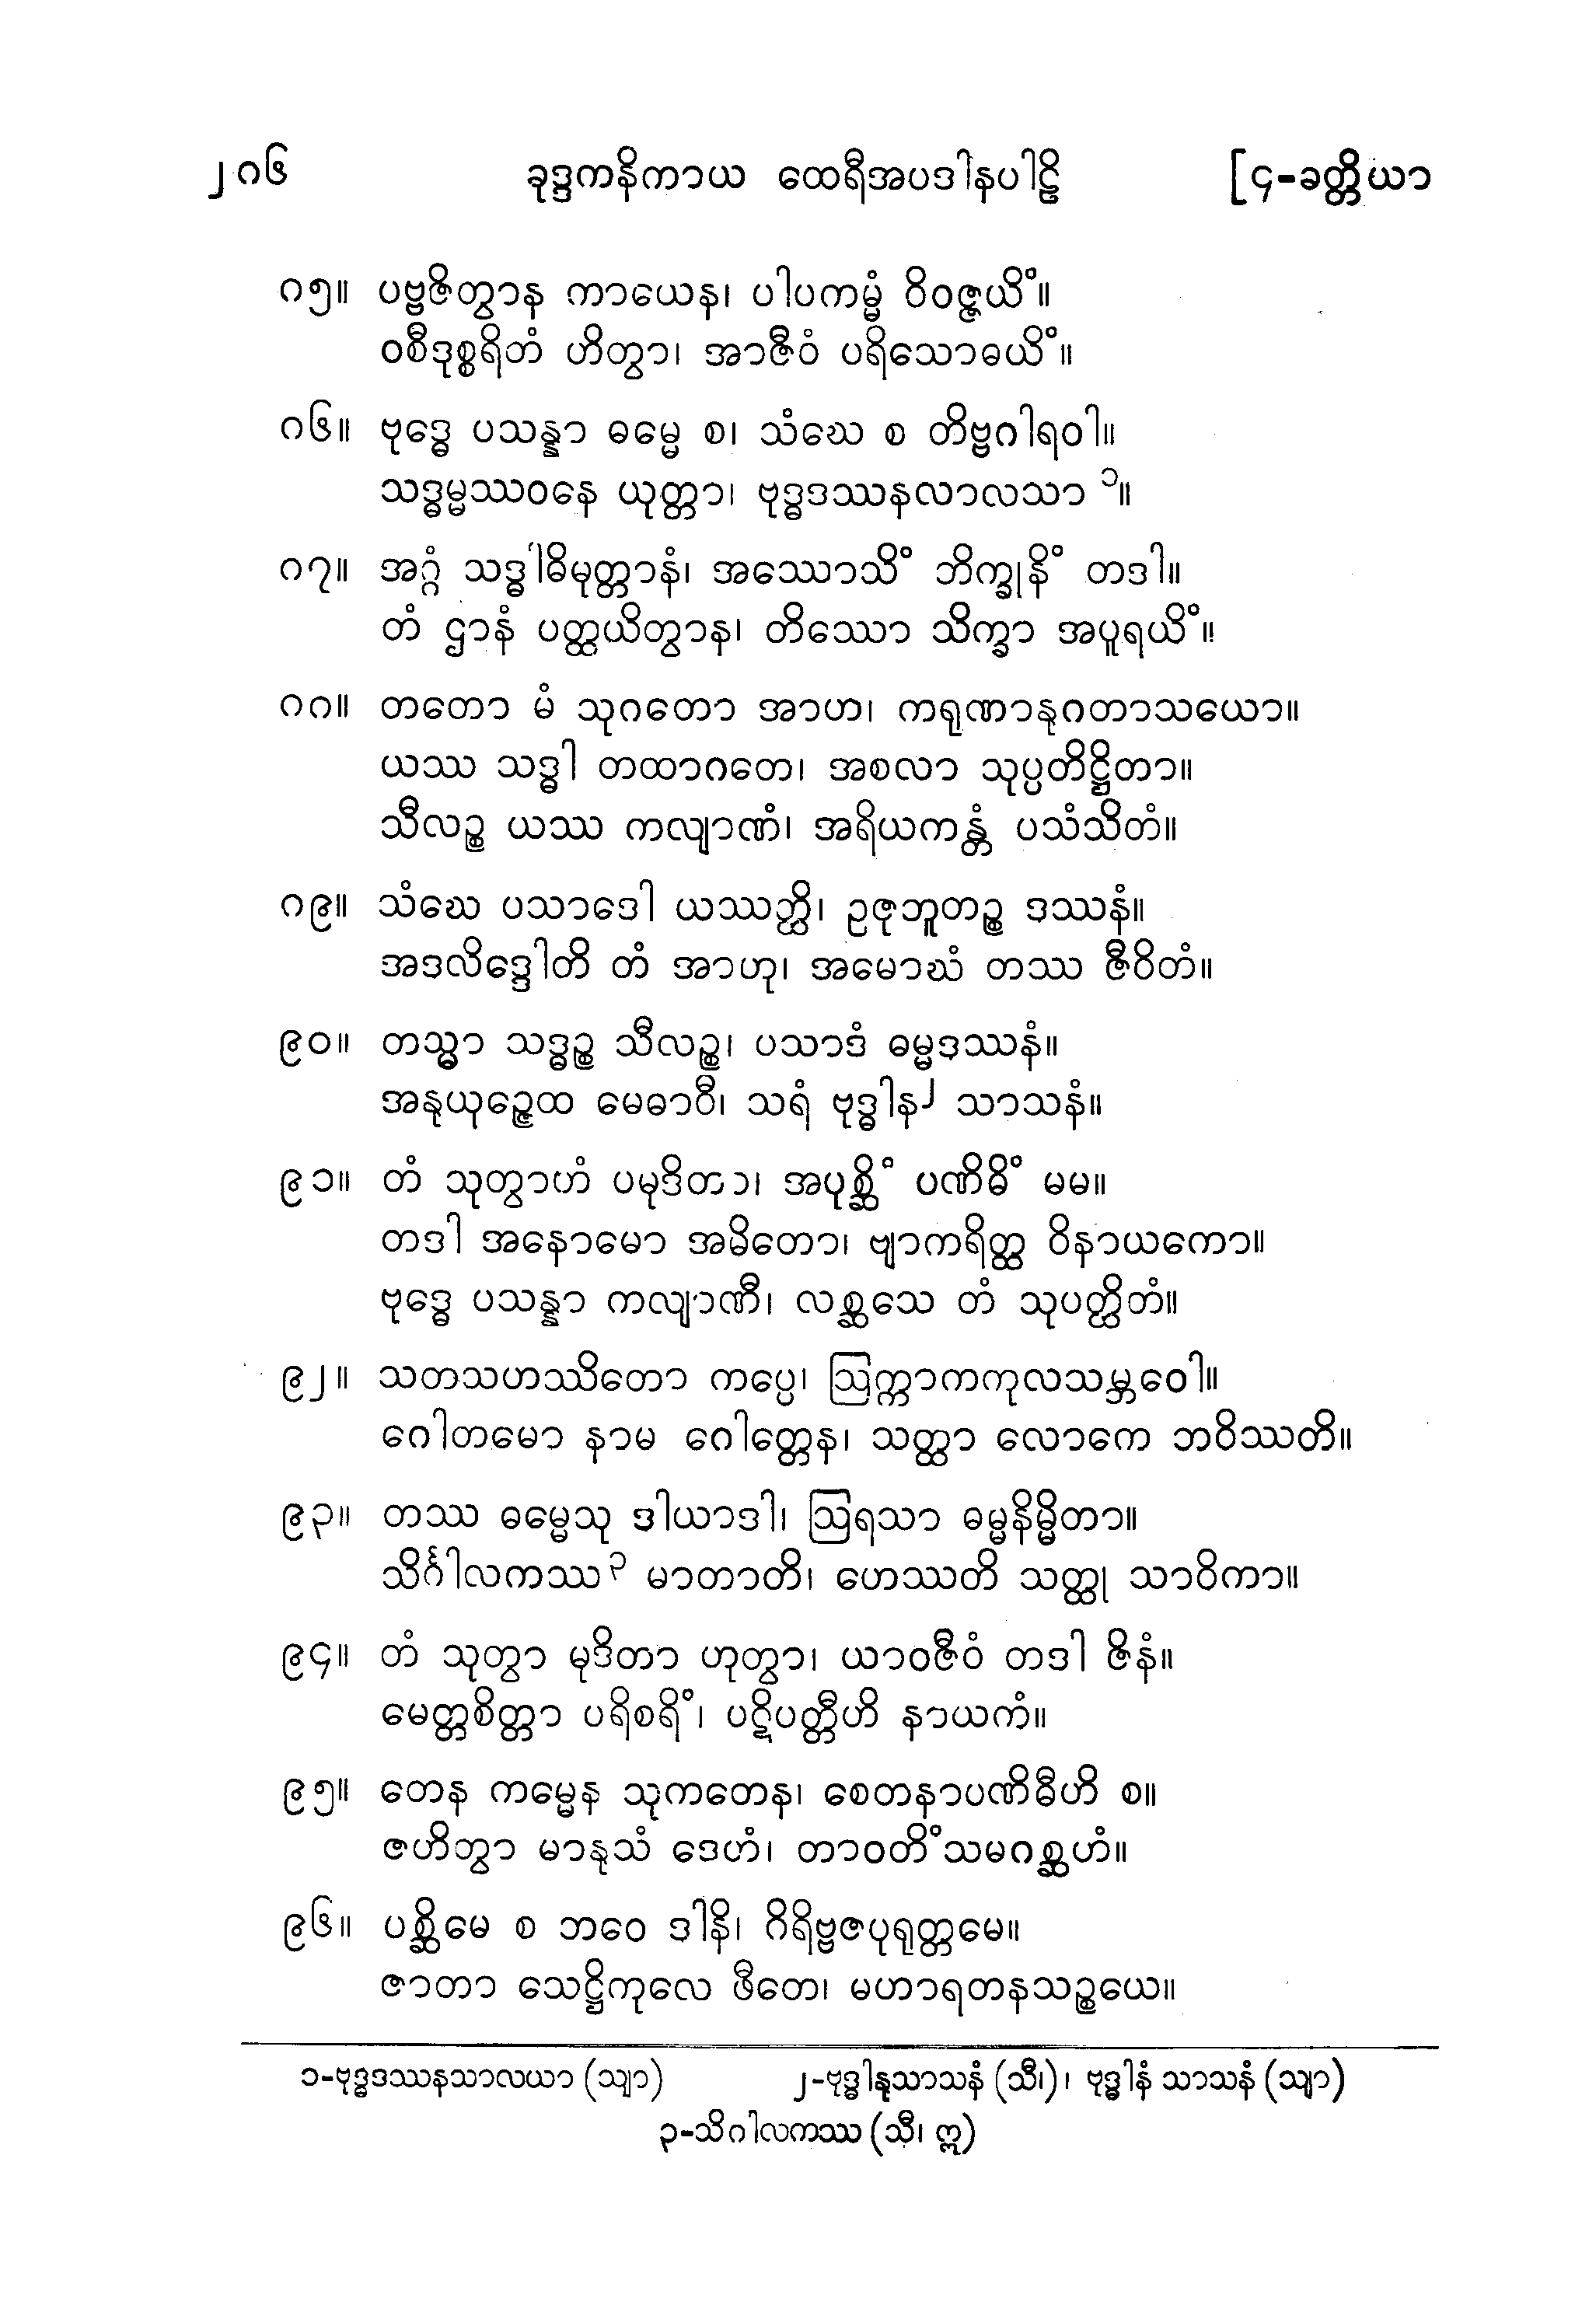 ၂၈၆ ခုဒ္ဒကနိကာယ ထေရီအပဒါနပါဠိ [၄-ခတ္တိယာ
၈၅။ ပဗ္ဗဇိတွာန ကာယေန၊ ပါပကမ္မံ ဝိဝဇ္ဇယိံ။
ဝစီဒုစ္စရိတံ ဟိတွာ၊ အာဇီဝံ ပရိသောဓယိံ။
၈၆။ ဗုဒ္ဓေ ပသန္နာ ဓမ္မေ စ၊ သံဃေ စ တိဗ္ဗဂါရဝါ။
သဒ္ဓမ္မဿဝနေ ယုတ္တာ၊ ဗုဒ္ဓဒဿနလာလသာ ၁။
၈၇။ အဂ္ဂံ သဒ္ဓါဓိမုတ္တာနံ၊ အဿောသိံ ဘိက္ခုနိံ တဒါ။
တံ ဌာနံ ပတ္ထယိတွာန၊ တိဿော သိက္ခာ အပူရယိံ။
၈၈။ တတော မံ သုဂတော အာဟ၊ ကရုဏာနုဂတာသယော။
ယဿ သဒ္ဓါ တထာဂတေ၊ အစလာ သုပ္ပတိဋ္ဌိတာ။
သီလဉ္စ ယဿ ကလျာဏံ၊ အရိယကန္တံ ပသံသိတံ။
၈၉။ သံဃေ ပသာဒေါ ယဿတ္ထိ၊ ဥဇုဘူတဉ္စ ဒဿနံ။
အဒလိဒ္ဒေါတိ တံ အာဟု၊ အမောဃံ တဿ ဇီဝိတံ။
၉၀။ တသ္မာ သဒ္ဓဉ္စ သီလဉ္စ၊ ပသာဒံ ဓမ္မဒဿနံ။
အနုယုဉ္ဇေထ မေဓာဝီ၊ သရံ ဗုဒ္ဓါန၂ သာသနံ။
၉၁။ တံ သုတွာဟံ ပမုဒိတာ၊ အပုစ္ဆိံ ပဏိဓိံ မမ။
တဒါ အနောမော အမိတော၊ ဗျာကရိတ္ထ ဝိနာယကော။
ဗုဒ္ဓေ ပသန္နာ ကလျာဏီ၊ လစ္ဆသေ တံ သုပတ္ထိတံ။
၉၂။ သတသဟဿိတော ကပ္ပေ၊ ဩက္ကာကကုလသမ္ဘဝေါ။
ဂေါတမော နာမ ဂေါတ္တေန၊ သတ္ထာ လောကေ ဘဝိဿတိ။
၉၃။ တဿ ဓမ္မေသု ဒါယာဒါ၊ ဩရသာ ဓမ္မနိမ္မိတာ။
သိင်္ဂါလကဿ၃ မာတာတိ၊ ဟေဿတိ သတ္ထု သာဝိကာ။
၉၄။ တံ သုတွာ မုဒိတာ ဟုတွာ၊ ယာဝဇီဝံ တဒါ ဇိနံ။
မေတ္တစိတ္တာ ပရိစရိံ၊ ပဋိပတ္တီဟိ နာယကံ။
၉၅။ တေန ကမ္မေန သုကတေန၊ စေတနာပဏိဓီဟိ စ။
ဇဟိတွာ မာနုသံ ဒေဟံ၊ တာဝတိံသမဂစ္ဆဟံ။
၉၆။ ပစ္ဆိမေ စ ဘဝေ ဒါနိ၊ ဂိရိဗ္ဗဇပုရုတ္တမေ။
ဇာတာ သေဋ္ဌိကုလေ ဖီတေ၊ မဟာရတနသဉ္စယေ။
၁-ဗုဒ္ဓဒဿနသာလယာ (သျာ) ၂-ဗုဒ္ဓါနုသာသနံ (သီ၊)၊ ဗုဒ္ဓါနံ သာသနံ (သျာ)
၃-သိဂါလကဿ (သီ၊ ဣ)